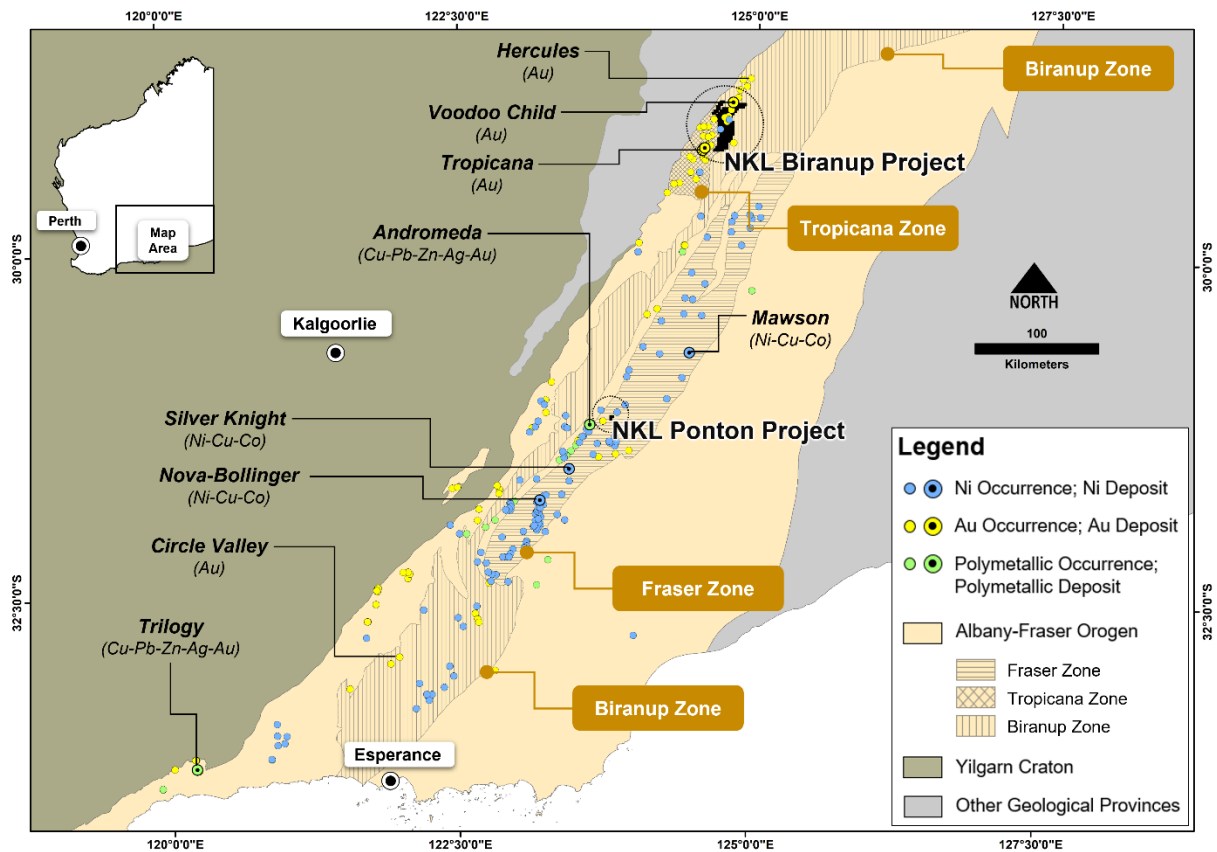 120°0'0"E
122°30'0"E
125°0'0"E
127°30'0"E
Hercules
(Au)
Biranup Zone
Voodoo Child
(Au)
Tropicana
(Au)
NKL Biranup Project
Perth
Map
Area
Tropicana Zone
Andromeda
(Cu-Pb-Zn-Ag-Au)
30°0'0"S
30°0'0"S
NORTH
100
Kilometers
Kalgoorlie
Mawson
(Ni-Cu-Co)
Silver Knight
(Ni-Cu-Co)
NKL Ponton Project
Nova-Bollinger
(Ni-Cu-Co)
Circle Valley
(Au)
Fraser Zone
32°30'0"S
32°30'0"S
Trilogy
(Cu-Pb-Zn-Ag-Au)
Biranup Zone
Esperance
Legend
Ni Occurrence; Ni Deposit
Au Occurrence; Au Deposit
Polymetallic Occurrence;
Polymetallic Deposit
Albany-Fraser Orogen
Fraser Zone
Tropicana Zone
Biranup Zone
Yilgarn Craton
Other Geological Provinces
120°0'0"E
122°30'0"E
125°0'0"E
127°30'0"E